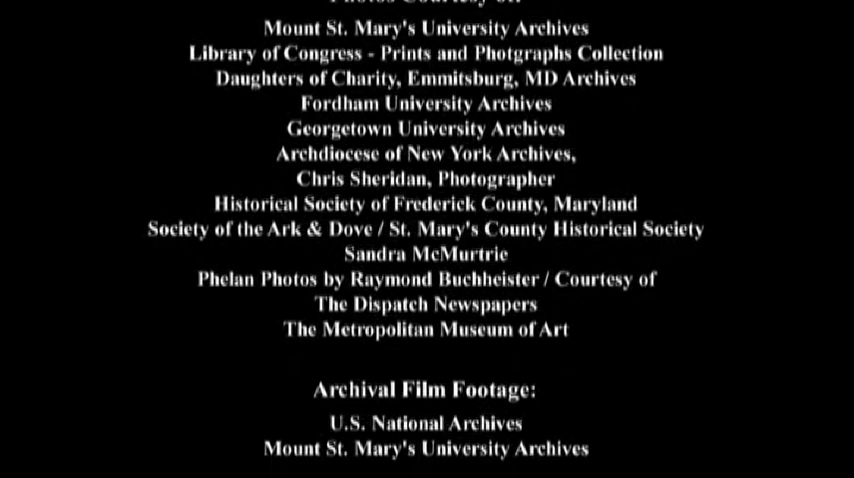 Photos Courtesy of:
Mount St. Mary's University Archives
Library of Congress - Prints and Photgraphs Collection
Daughters of Charity, Emmitsburg, MD Archives
Fordham University Archives
Georgetown University Archives
Archdiocese of New York Archives,
Chris Sheridan, Photographer
Historical Society of Frederick County, Maryland
Society of the Ark & Dove / St. Mary's County Historical Society
Sandra McMurtrie
Phelan Photos by Raymond Buchheister / Courtesy of
The Dispatch Newspapers
The Metropolitan Museum of Art
Archival Film Footage:
U.S. National Archives
Mount St. Mary's University Archives